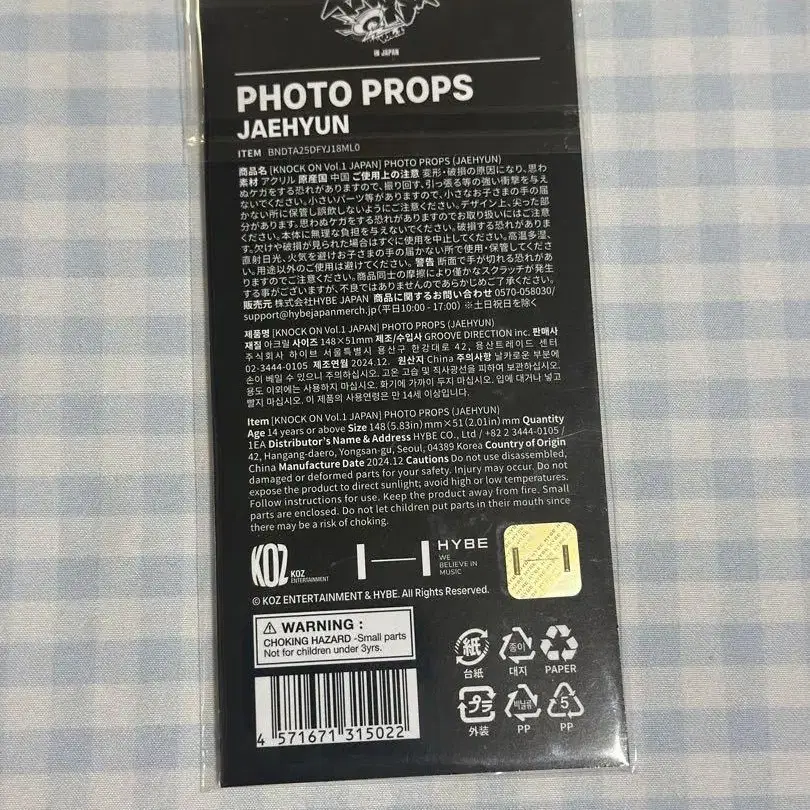 IN JAPAN
PHOTO PROPS
JAEHYUN
ITEM BNDTA25DFYJ18ML0
商品名 [KNOCK ON Vol.1 JAPAN] PHOTO PROPS (JAEHYUN)
素材 アクリル 原産国 中国 ご使用上の注意 変形・破損の原因になり、思わ
ぬケガをする恐れがありますので、振り回す、引っ張る等の強い衝撃を与え
ないでください。小さいパーツ等がありますので、小さなお子さまの手の届
かない所に保管し誤飲しないようにご注意ください。デザイン上、尖った部
分があります。思わぬケガをする恐れがありますのでお取り扱いにはご注意
ください。本体に無理な負担を与えないでください。破損する恐れがありま
す。欠けや破損が見られた場合はすぐに使用を中止してください。高温多湿、
直射日光、火気を避けお子さまの手の届かない所で使用・保管してくださ
い。用途以外のご使用は避けてください。警告 断面で手が切れる恐れがあ
りますのでご注意ください。商品同士の摩擦により僅かなスクラッチが発生
する事がございますが、不良ではありませんのであらかじめご了承ください。
販売元 株式会社HYBE JAPAN 商品に関するお問い合わせ 0570-058030/
support@hybejapanmerch.jp (平日10:00 - 17:00) ※土日祝日を除く
제품명 [KNOCK ON Vol.1 JAPAN] PHOTO PROPS (JAEHYUN)
재질 아크릴 사이즈 148×51mm 제조/수입사 GROOVE DIRECTION inc. 판매사
주식회사 하이브 서울특별시 용산구 한강대로 42, 용산트레이드 센터
02-3444-0105 제조연월 2024.12. 원산지 China 주의사항 날카로운 부분에
손이 베일 수 있으니 주의하십시오. 고온 고습 및 직사광선을 피하여 보관하십시오.
용도 이외에는 사용하지 마십시오. 화기에 가까이 두지 마십시오. 입에 대거나 넣고
빨지 마십시오. 이 제품의 사용연령은 만 14세 이상입니다.
Item [KNOCK ON Vol.1 JAPAN] PHOTO PROPS (JAEHYUN)
Age 14 years or above Size 148(5.83in)mm×51(2.01in)mm Quantity
1EA Distributor's Name & Address HYBE CO., Ltd / +82 2 3444-0105 /
42, Hangang-daero, Yongsan-gu, Seoul, 04389 Korea Country of Origin
China Manufacture Date 2024.12 Cautions Do not use disassembled,
damaged or deformed parts for your safety. Injury may occur. Do not
expose the product to direct sunlight; avoid high or low temperatures.
Follow instructions for use. Keep the product away from fire. Small
parts are enclosed. Do not let children put parts in their mouth since
there may be a risk of choking.
KOZ KOZ
ENTERTAINMENT
HYBE
WE
BELIEVE IN
MUSIC
© KOZ ENTERTAINMENT & HYBE. All Rights Reserved.
⚠ WARNING :
CHOKING HAZARD -Small parts
Not for children under 3yrs.
4 571671 315022
紙 종이
台紙 대지 PAPER
プラ 비닐류 5
外装 PP PP